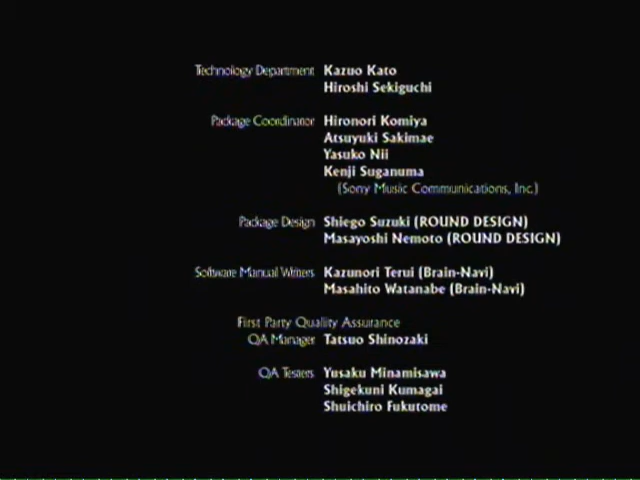 Technology Department Kazuo Kato
Hiroshi Sekiguchi
Package Coordinator Hironori Komiya
Atsuyuki Sakimae
Yasuko Nii
Kenji Suganuma
(Sony Music Communications, Inc.)
Package Design Shiego Suzuki (ROUND DESIGN)
Masayoshi Nemoto (ROUND DESIGN)
Software Manual Writers Kazunori Terui (Brain-Navi)
Masahito Watanabe (Brain-Navi)
First Party Quality Assurance
QA Manager Tatsuo Shinozaki
QA Testers Yusaku Minamisawa
Shigekuni Kumagai
Shuichiro Fukutome